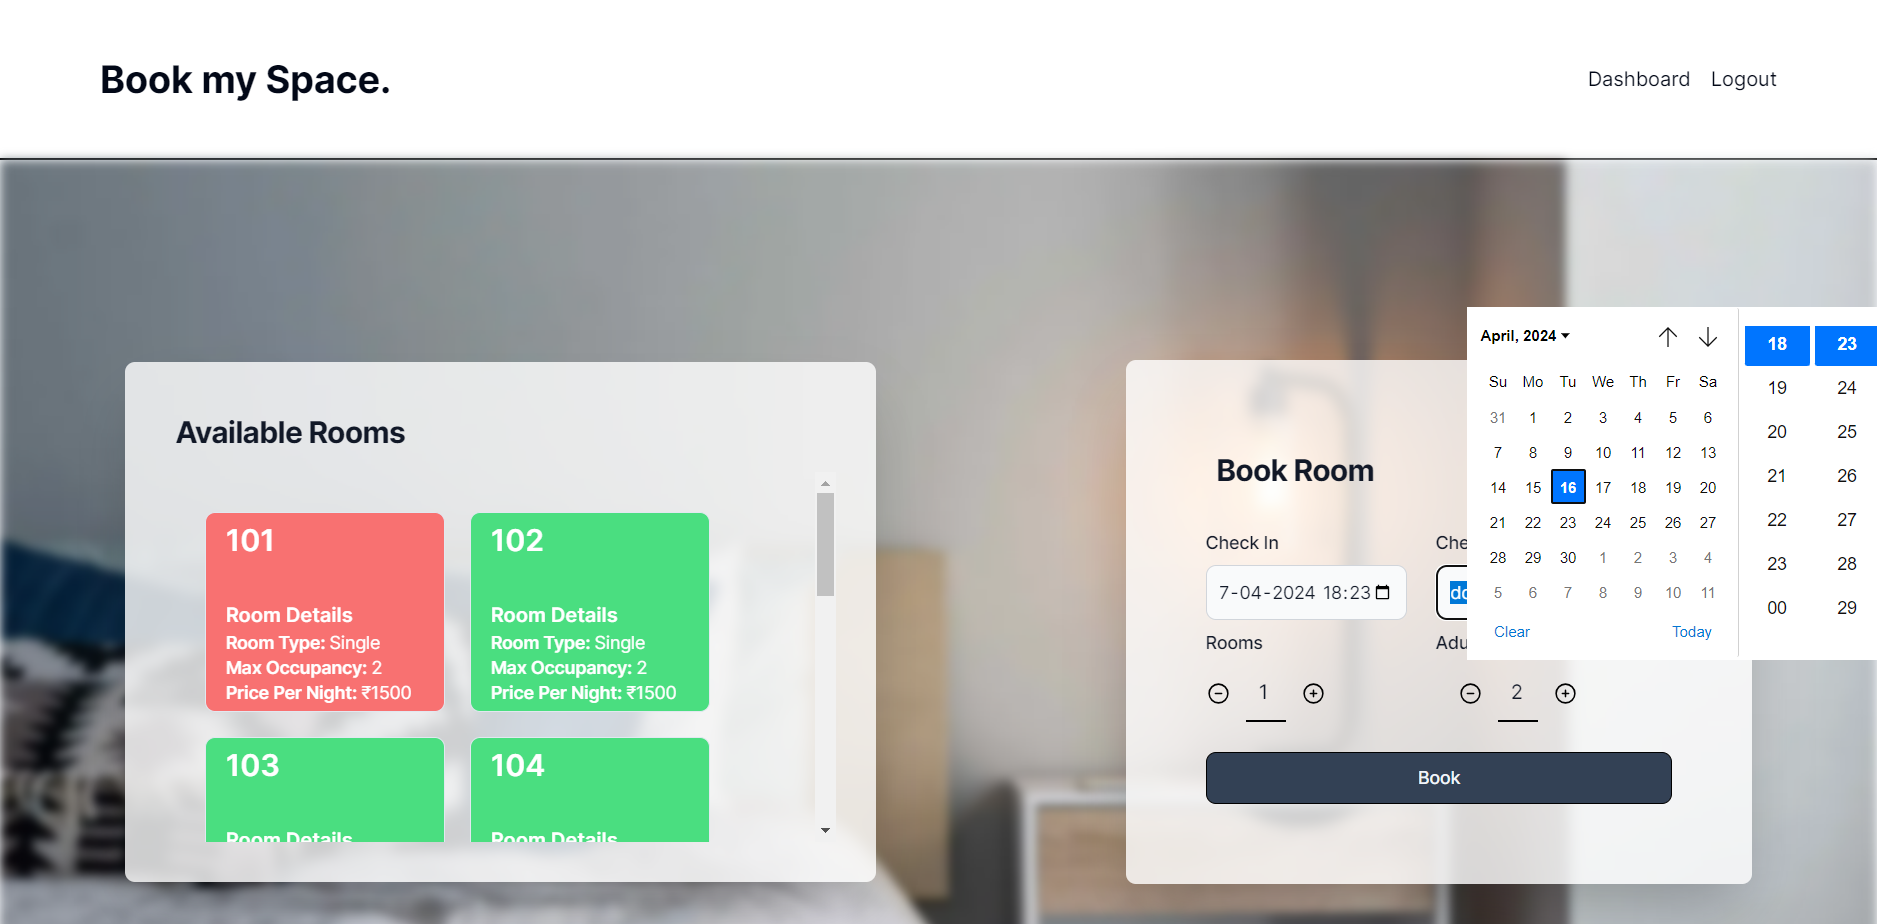 Book my Space.
Dashboard Logout
Available Rooms
101
Room Details
Room Type: Single
Max Occupancy: 2
Price Per Night: ₹1500
102
Room Details
Room Type: Single
Max Occupancy: 2
Price Per Night: ₹1500
103
Room Details
104
Room Details
Book Room
Check In
7-04-2024 18:23
Rooms
1
2
Book
April, 2024
Su Mo Tu We Th Fr Sa
31 1 2 3 4 5 6
7 8 9 10 11 12 13
14 15 16 17 18 19 20
21 22 23 24 25 26 27
28 29 30 1 2 3 4
5 6 7 8 9 10 11
Clear Today
18 23
19 24
20 25
21 26
22 27
23 28
00 29